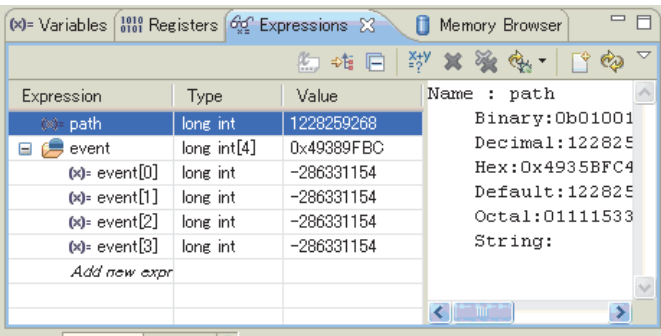 (x)= Variables 1010 0101 Registers Expressions Memory Browser
x+y =?
Expression Type Value
(x)= path long int 1228259268
event long int[4] 0x49389FBC
(x)= event[0] long int -286331154
(x)= event[1] long int -286331154
(x)= event[2] long int -286331154
(x)= event[3] long int -286331154
Add new expr
Name : path
Binary:0b01001
Decimal:122825
Hex:0x4935BFC4
Default:122825
Octal:01111533
String: